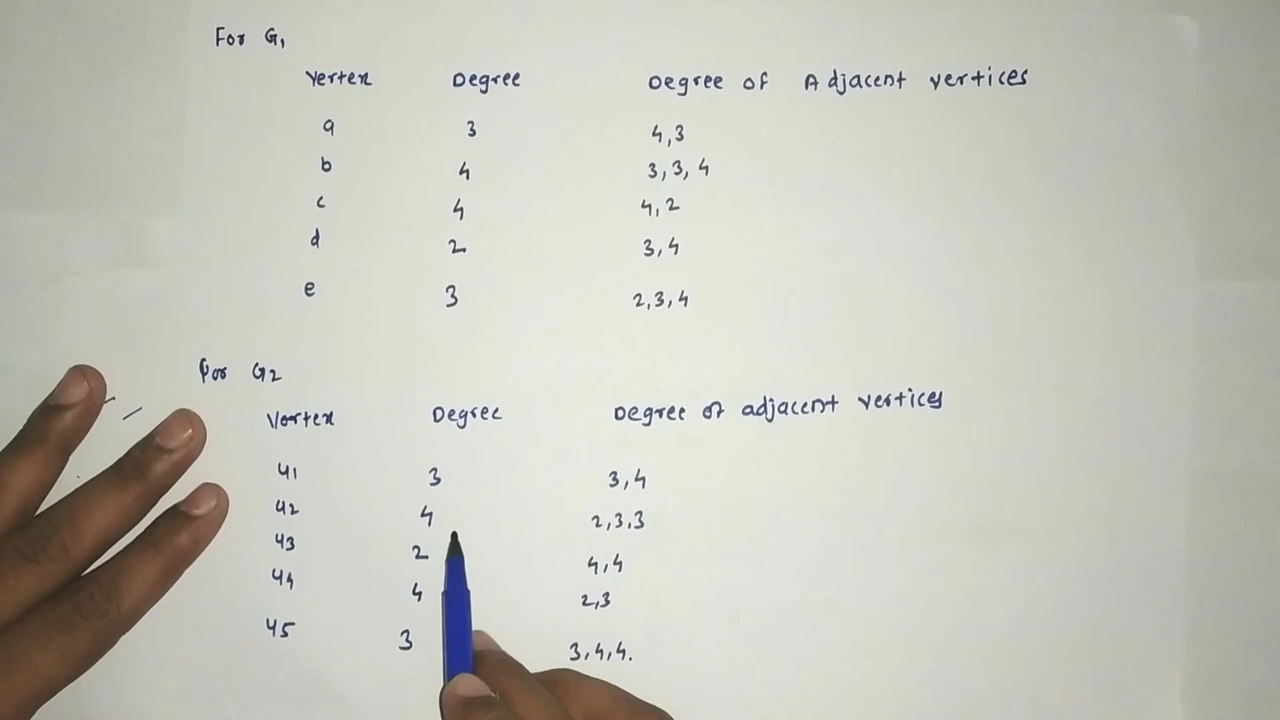 For G1
Vertex Degree Degree of Adjacent vertices
a 3 4,3
b 4 3,3,4
c 4 4,2
d 2 3,4
e 3 2,3,4
For G2
Vertex Degree Degree of adjacent vertices
u1 3 3,4
u2 4 2,3,3
u3 2 4,4
u4 4 2,3
u5 3 3,4,4.